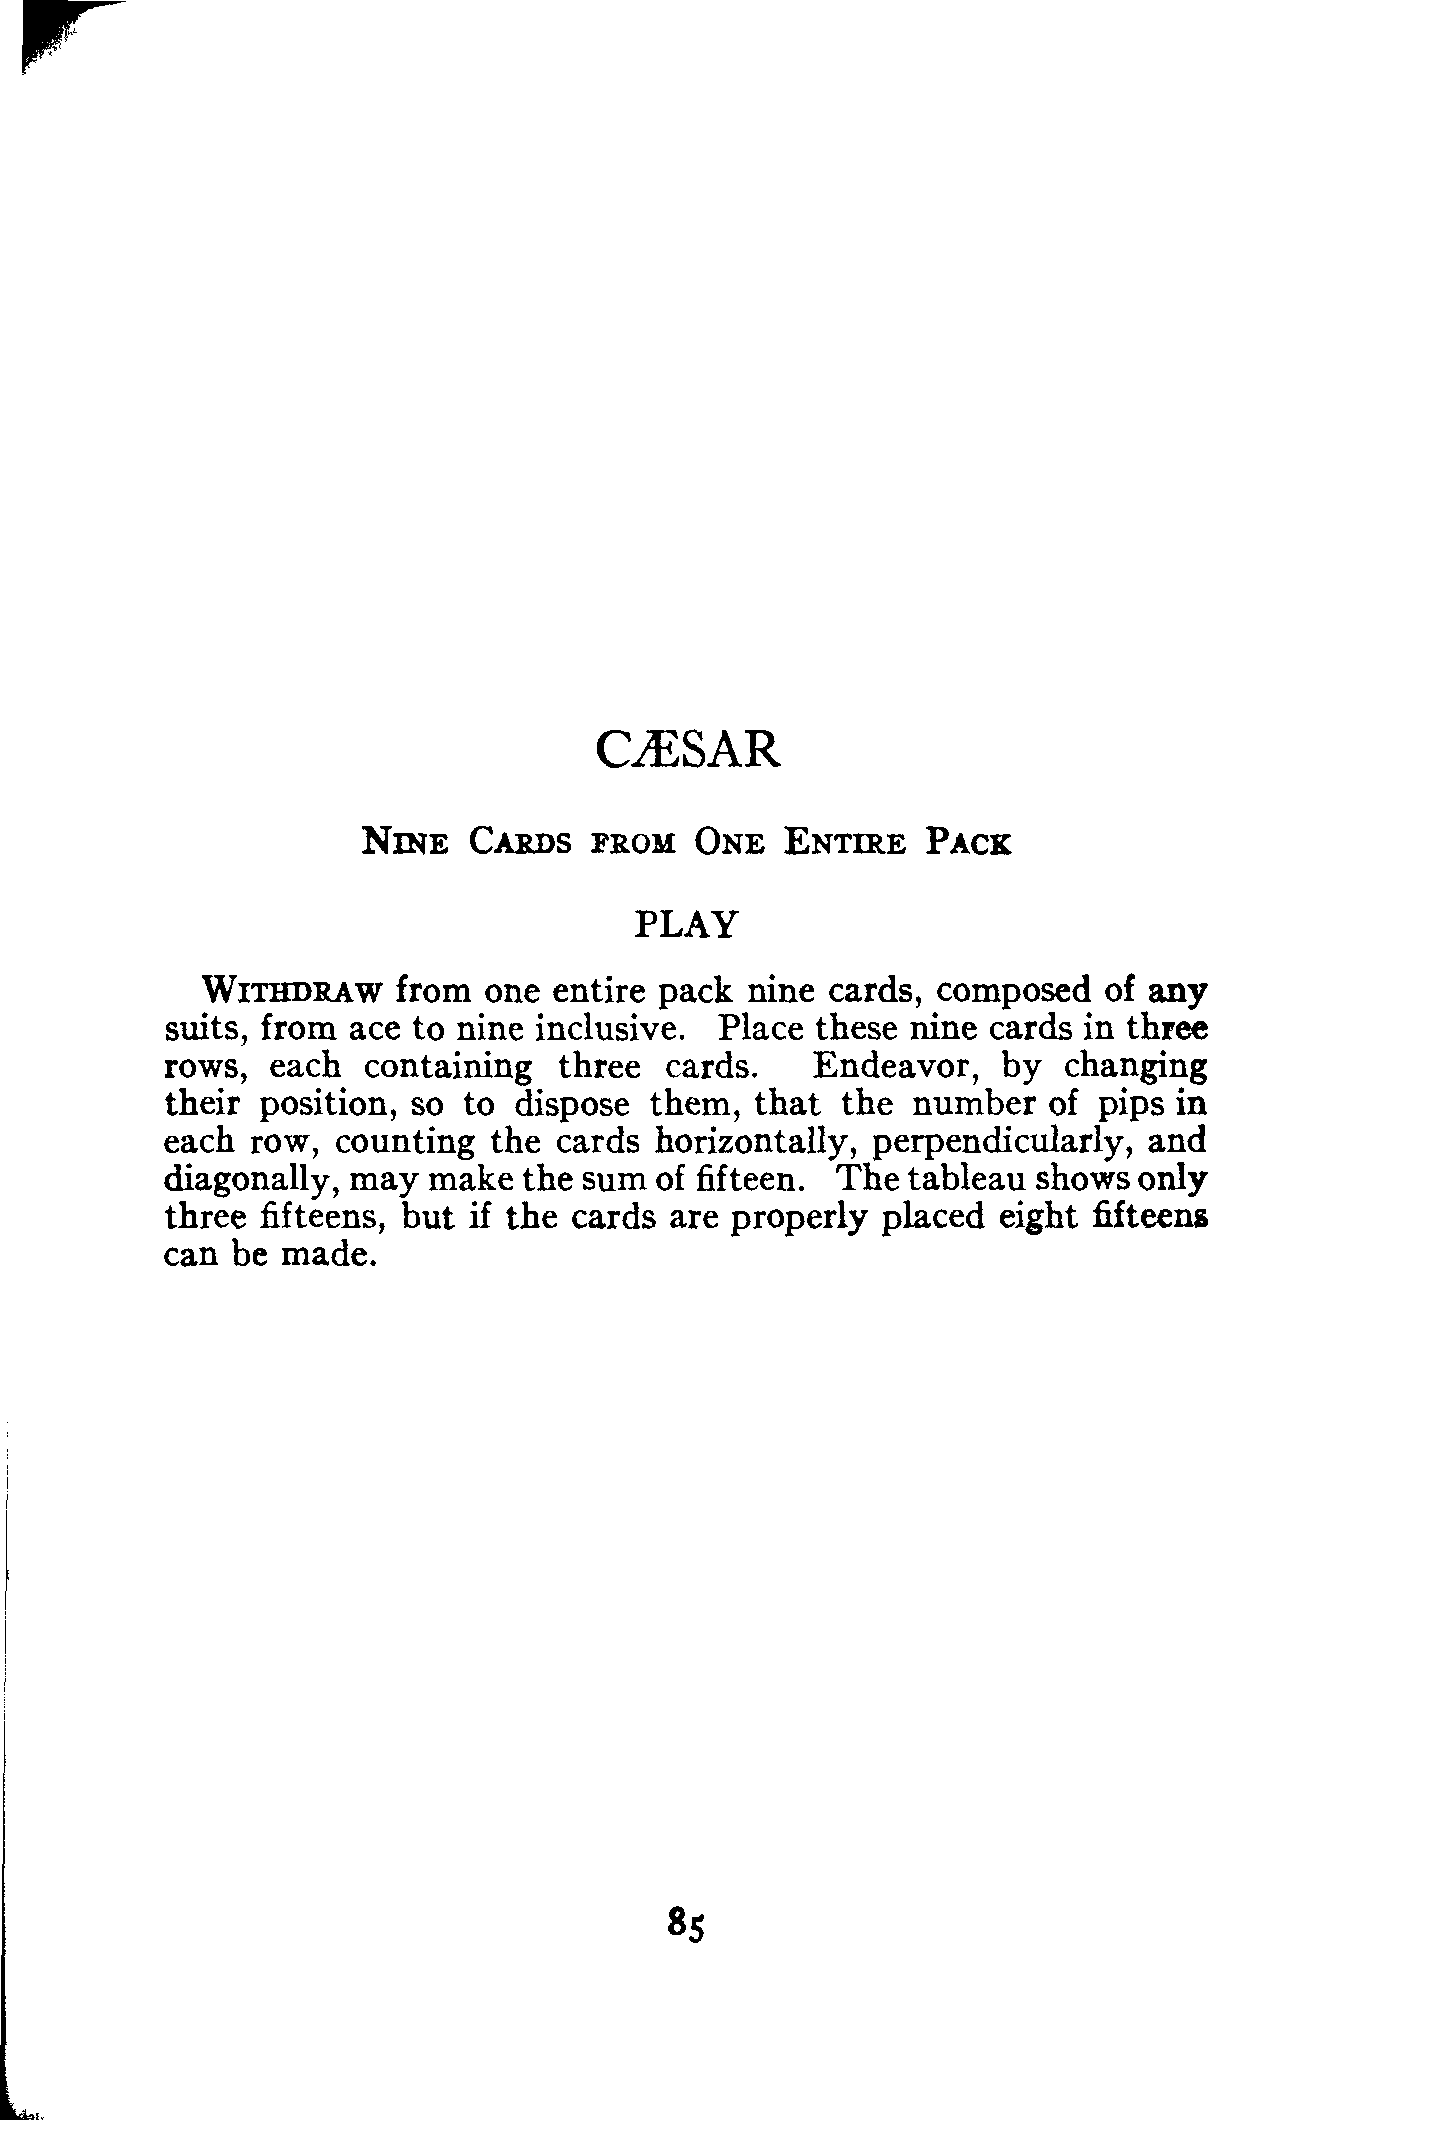 CÆSAR
Nine Cards from One Entire Pack
PLAY
Withdraw from one entire pack nine cards, composed of any
suits, from ace to nine inclusive. Place these nine cards in three
rows, each containing three cards. Endeavor, by changing
their position, so to dispose them, that the number of pips in
each row, counting the cards horizontally, perpendicularly, and
diagonally, may make the sum of fifteen. The tableau shows only
three fifteens, but if the cards are properly placed eight fifteens
can be made.
85